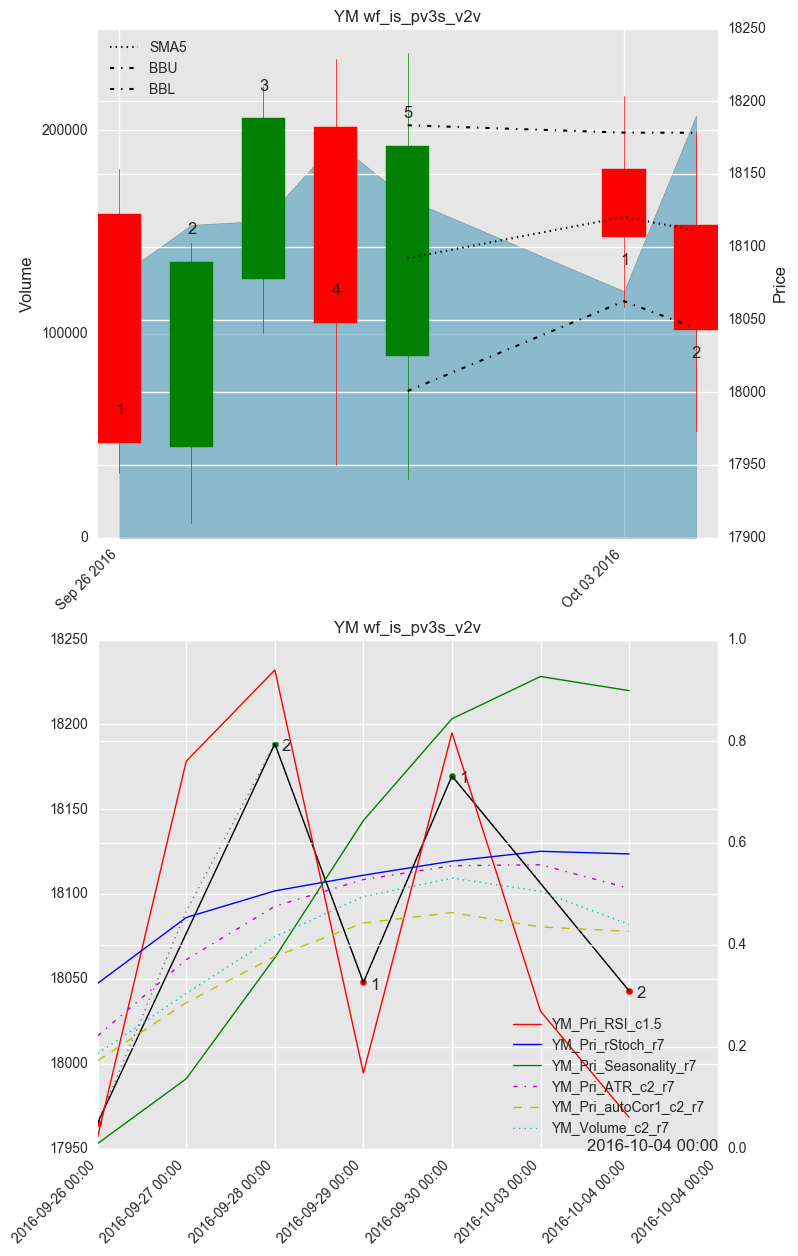 YM wf_is_pv3s_v2v
SMA5
BBU
BBL
18250
18200
18150
18100
18050
18000
17950
17900
Price
200000
100000
0
Volume
1
2
3
4
5
1
2
Sep 26 2016
Oct 03 2016
YM wf_is_pv3s_v2v
18250
18200
18150
18100
18050
18000
17950
1.0
0.8
0.6
0.4
0.2
0.0
2
1
1
2
YM_Pri_RSI_c1.5
YM_Pri_rStoch_r7
YM_Pri_Seasonality_r7
YM_Pri_ATR_c2_r7
YM_Pri_autoCor1_c2_r7
YM_Volume_c2_r7
2016-10-04 00:00
2016-09-26 00:00
2016-09-27 00:00
2016-09-28 00:00
2016-09-29 00:00
2016-09-30 00:00
2016-10-03 00:00
2016-10-04 00:00
2016-10-04 00:00